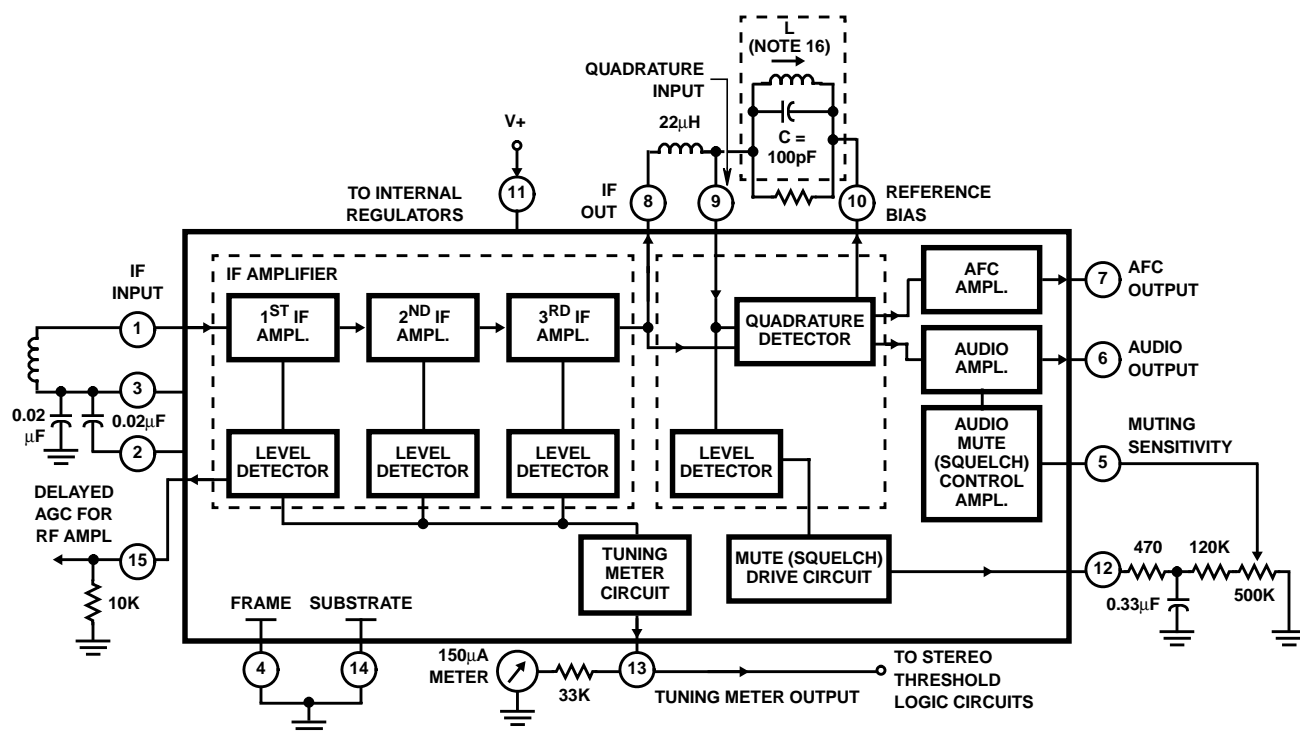 L
(NOTE 16)
QUADRATURE
INPUT
22μH
C =
100pF
V+
TO INTERNAL
REGULATORS
11
IF
OUT
8
9
10
REFERENCE
BIAS
IF
INPUT
1
IF AMPLIFIER
1ST IF
AMPL.
2ND IF
AMPL.
3RD IF
AMPL.
QUADRATURE
DETECTOR
AFC
AMPL.
7
AFC
OUTPUT
AUDIO
AMPL.
6
AUDIO
OUTPUT
3
0.02
μF
0.02μF
2
LEVEL
DETECTOR
LEVEL
DETECTOR
LEVEL
DETECTOR
LEVEL
DETECTOR
AUDIO
MUTE
(SQUELCH)
CONTROL
AMPL.
5
MUTING
SENSITIVITY
DELAYED
AGC FOR
RF AMPL
15
10K
TUNING
METER
CIRCUIT
MUTE (SQUELCH)
DRIVE CIRCUIT
12
470
120K
0.33μF
500K
FRAME
SUBSTRATE
4
14
150μA
METER
33K
13
TUNING METER OUTPUT
TO STEREO
THRESHOLD
LOGIC CIRCUITS